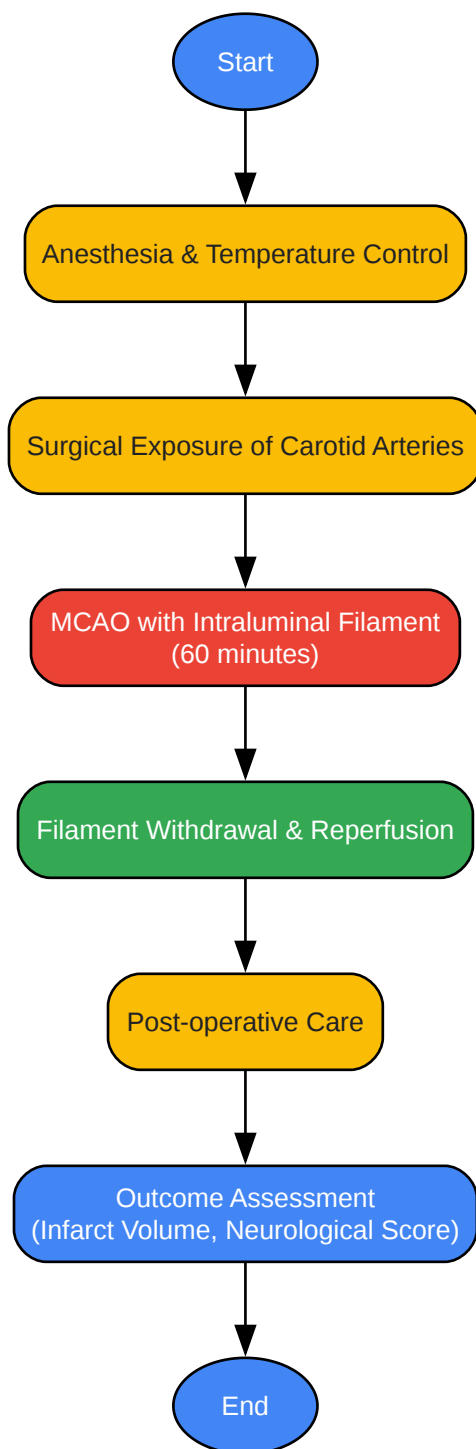 Start
Anesthesia & Temperature Control
Surgical Exposure of Carotid Arteries
MCAO with Intraluminal Filament
(60 minutes)
Filament Withdrawal & Reperfusion
Post-operative Care
Outcome Assessment
(Infarct Volume, Neurological Score)
End